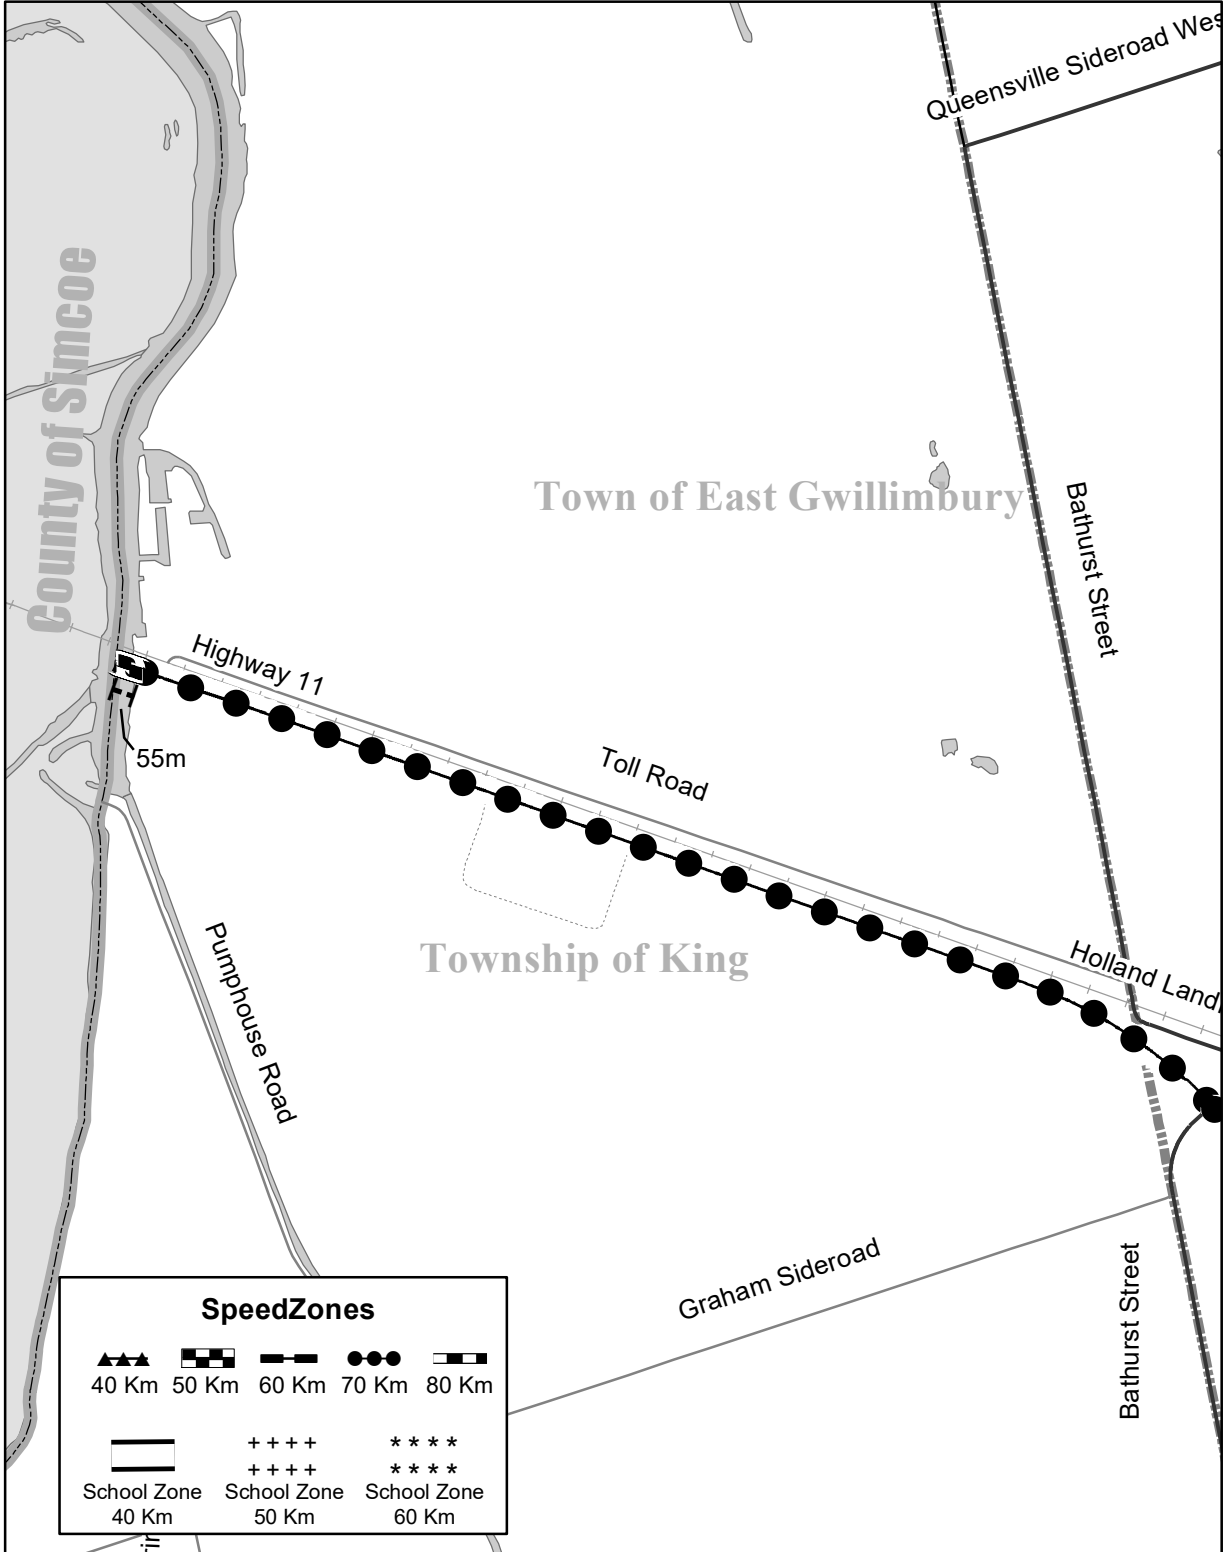 Queensville Sideroad Wes
County of Simcoe
Town of East Gwillimbury
Bathurst Street
Highway 11
55m
Toll Road
Pumphouse Road
Township of King
Holland Landi
Graham Sideroad
Bathurst Street
SpeedZones
40 Km 50 Km 60 Km 70 Km 80 Km
School Zone School Zone School Zone
40 Km 50 Km 60 Km